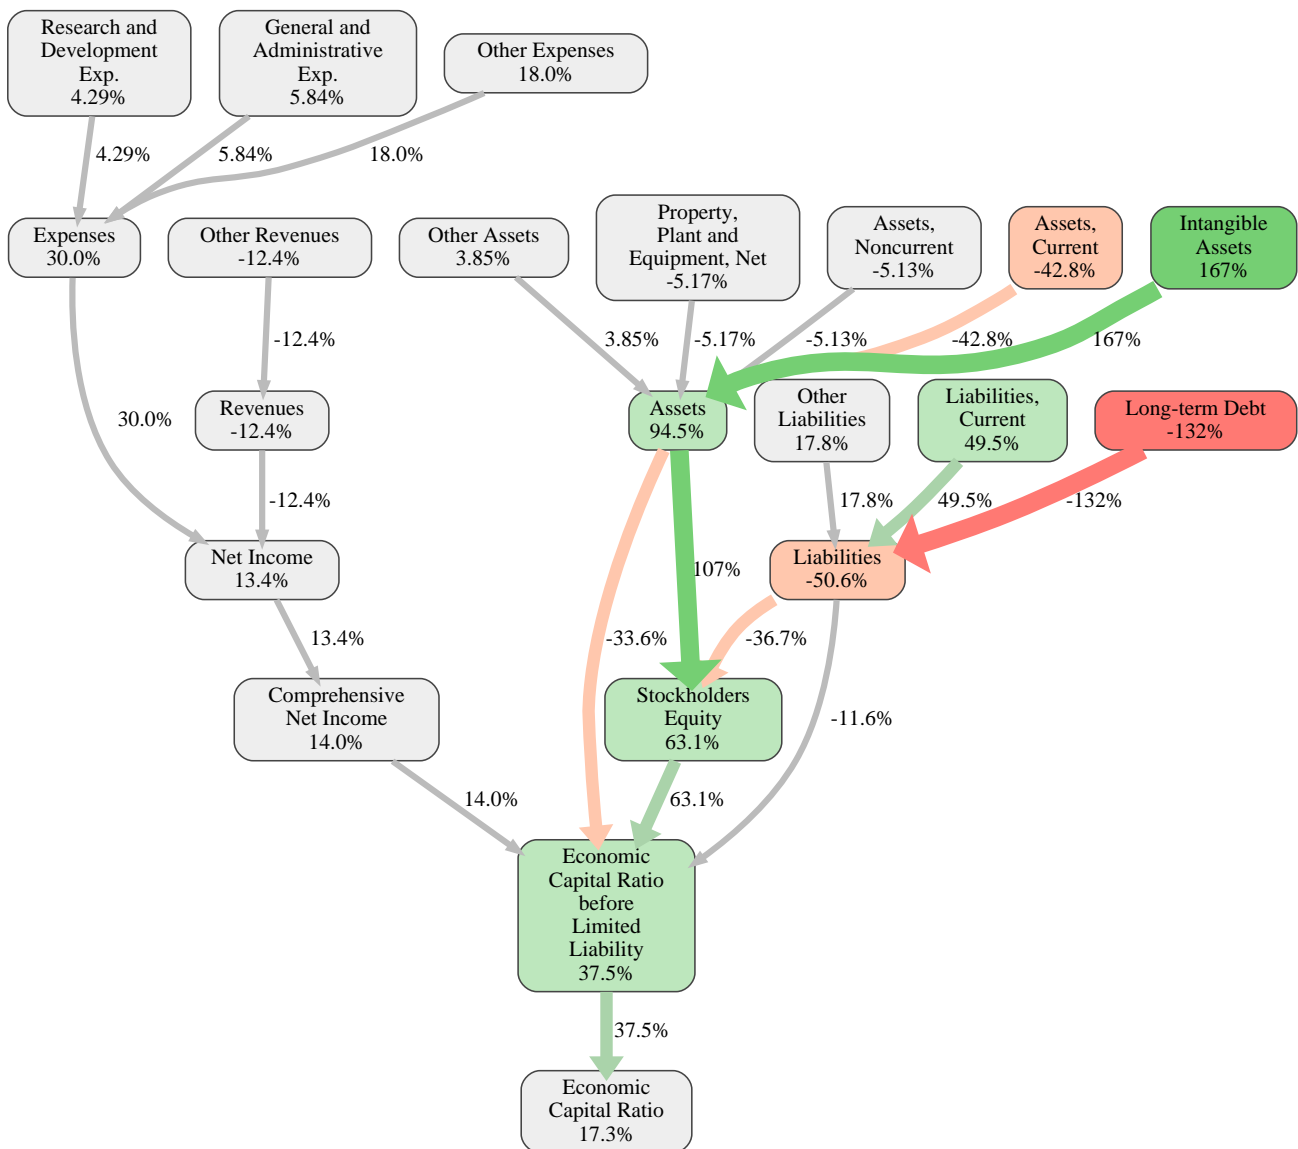 Research and
Development
Exp.
4.29%
General and
Administrative
Exp.
5.84%
Other Expenses
18.0%
4.29%
5.84%
18.0%
Expenses
30.0%
Other Revenues
-12.4%
Other Assets
3.85%
Property,
Plant and
Equipment, Net
-5.17%
Assets,
Noncurrent
-5.13%
Assets,
Current
-42.8%
Intangible
Assets
167%
-12.4%
3.85%
-5.17%
-5.13%
-42.8%
167%
30.0%
Revenues
-12.4%
Assets
94.5%
Other
Liabilities
17.8%
Liabilities,
Current
49.5%
Long-term Debt
-132%
-12.4%
17.8%
49.5%
-132%
Net Income
13.4%
107%
Liabilities
-50.6%
13.4%
-33.6%
-36.7%
Comprehensive
Net Income
14.0%
Stockholders
Equity
63.1%
-11.6%
14.0%
63.1%
Economic
Capital Ratio
before
Limited
Liability
37.5%
37.5%
Economic
Capital Ratio
17.3%